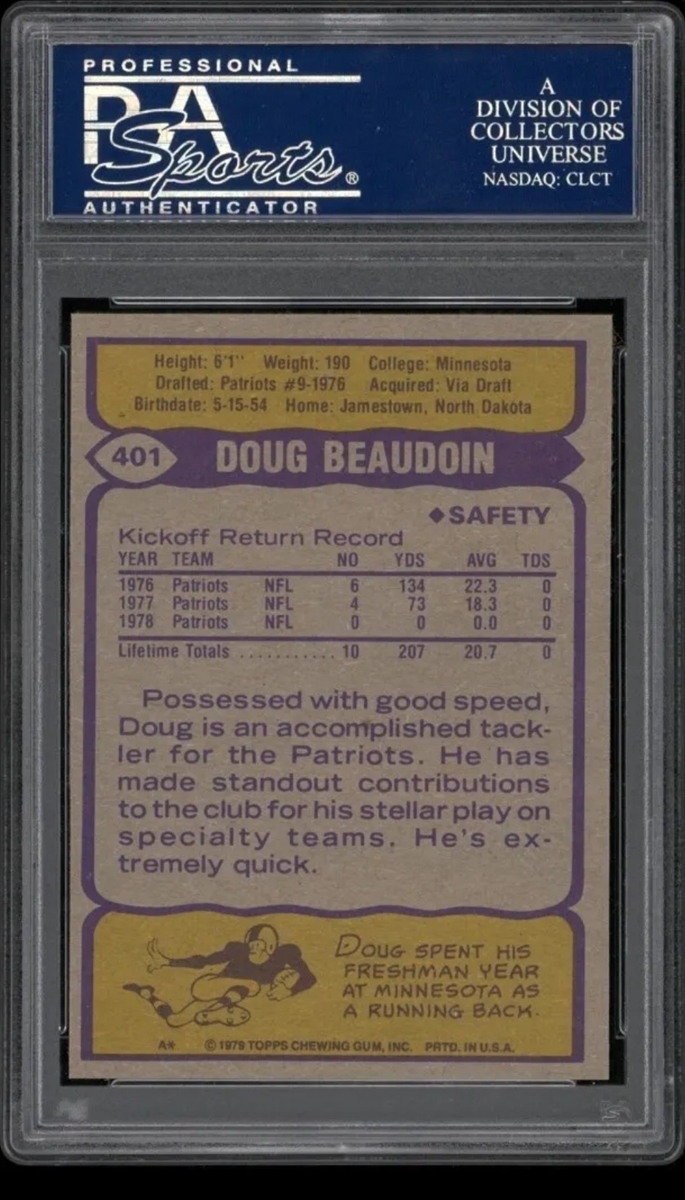 PROFESSIONAL
PSA
Sports®
AUTHENTICATOR
A
DIVISION OF
COLLECTORS
UNIVERSE
NASDAQ: CLCT
Height: 6'1" Weight: 190 College: Minnesota
Drafted: Patriots #9-1976 Acquired: Via Draft
Birthdate: 5-15-54 Home: Jamestown, North Dakota
401 DOUG BEAUDOIN
◆SAFETY
Kickoff Return Record
YEAR TEAM NO YDS AVG TDS
1976 Patriots NFL 6 134 22.3 0
1977 Patriots NFL 4 73 18.3 0
1978 Patriots NFL 0 0 0.0 0
Lifetime Totals ........... 10 207 20.7 0
Possessed with good speed,
Doug is an accomplished tack-
ler for the Patriots. He has
made standout contributions
to the club for his stellar play on
specialty teams. He's ex-
tremely quick.
DOUG SPENT HIS
FRESHMAN YEAR
AT MINNESOTA AS
A RUNNING BACK.
A* © 1979 TOPPS CHEWING GUM, INC. PRTD. IN U.S.A.